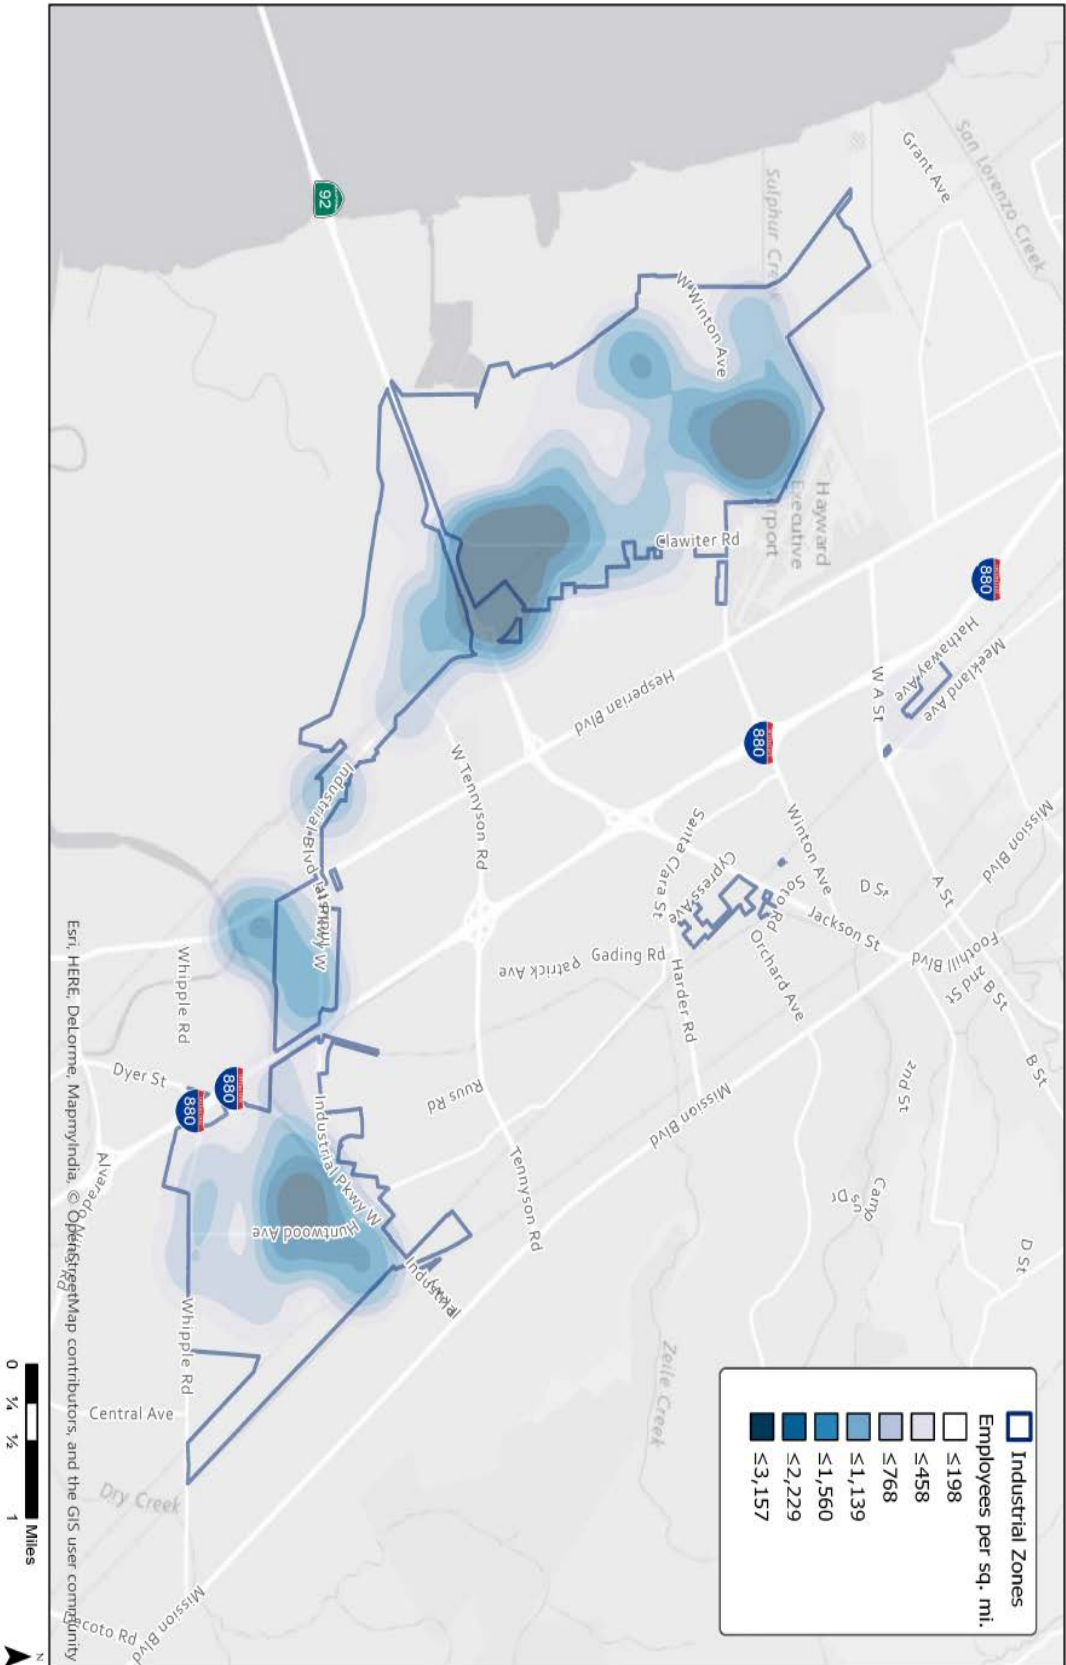 Industrial Zones
Employees per sq. mi.
≤198
≤458
≤768
≤1,139
≤1,560
≤2,229
≤3,157
San Lorenzo Creek
Grant Ave
Sulphur Creek
W Winton Ave
92
Hayward
Executive
Airport
Clawiter Rd
880
Hathaway Ave
Meekland Ave
W A St
Hesperian Blvd
880
W Tennyson Rd
Industrial Blvd
Winton Ave
Santa Clara St
Cypress Ave
Soto Rd
D St
A St
Mission Blvd
Jackson St
Foothill Blvd
2nd St
B St
B St
Orchard Ave
Gading Rd
Patrick Ave
Harder Rd
Whipple Rd
Dyer St
880
880
Ruus Rd
Mission Blvd
2nd St
Industrial Pkwy W
Huntwood Ave
Tennyson Rd
Camp
D St
Industrial
Pkwy
Zeile Creek
Whipple Rd
Central Ave
Dry Creek
Mission Blvd
Decoto Rd
Esri, HERE, DeLorme, MapmyIndia, © OpenStreetMap contributors, and the GIS user community
0 ¼ ½ 1
Miles
N